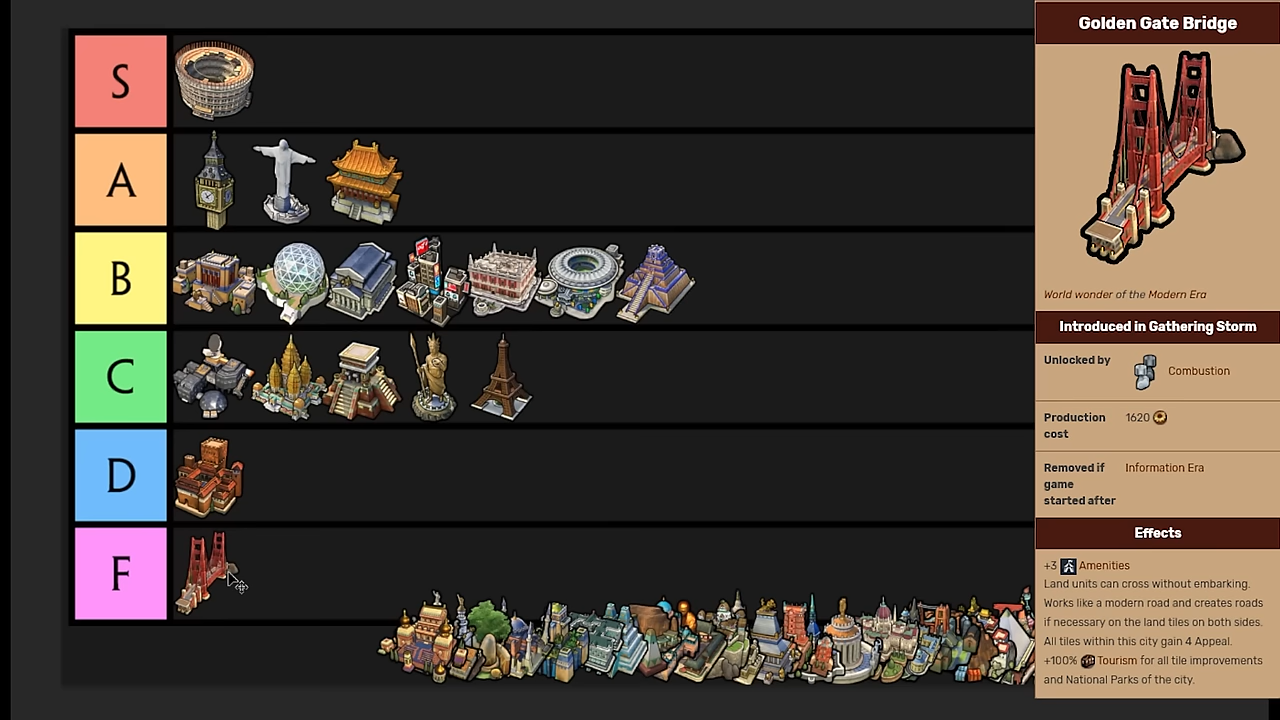 S
A
B
C
D
F
Golden Gate Bridge
World wonder of the Modern Era
Introduced in Gathering Storm
Unlocked by
Combustion
Production cost
1620
Removed if game started after
Information Era
Effects
+3 Amenities
Land units can cross without embarking.
Works like a modern road and creates roads
if necessary on the land tiles on both sides.
All tiles within this city gain 4 Appeal.
+100% Tourism for all tile improvements
and National Parks of the city.